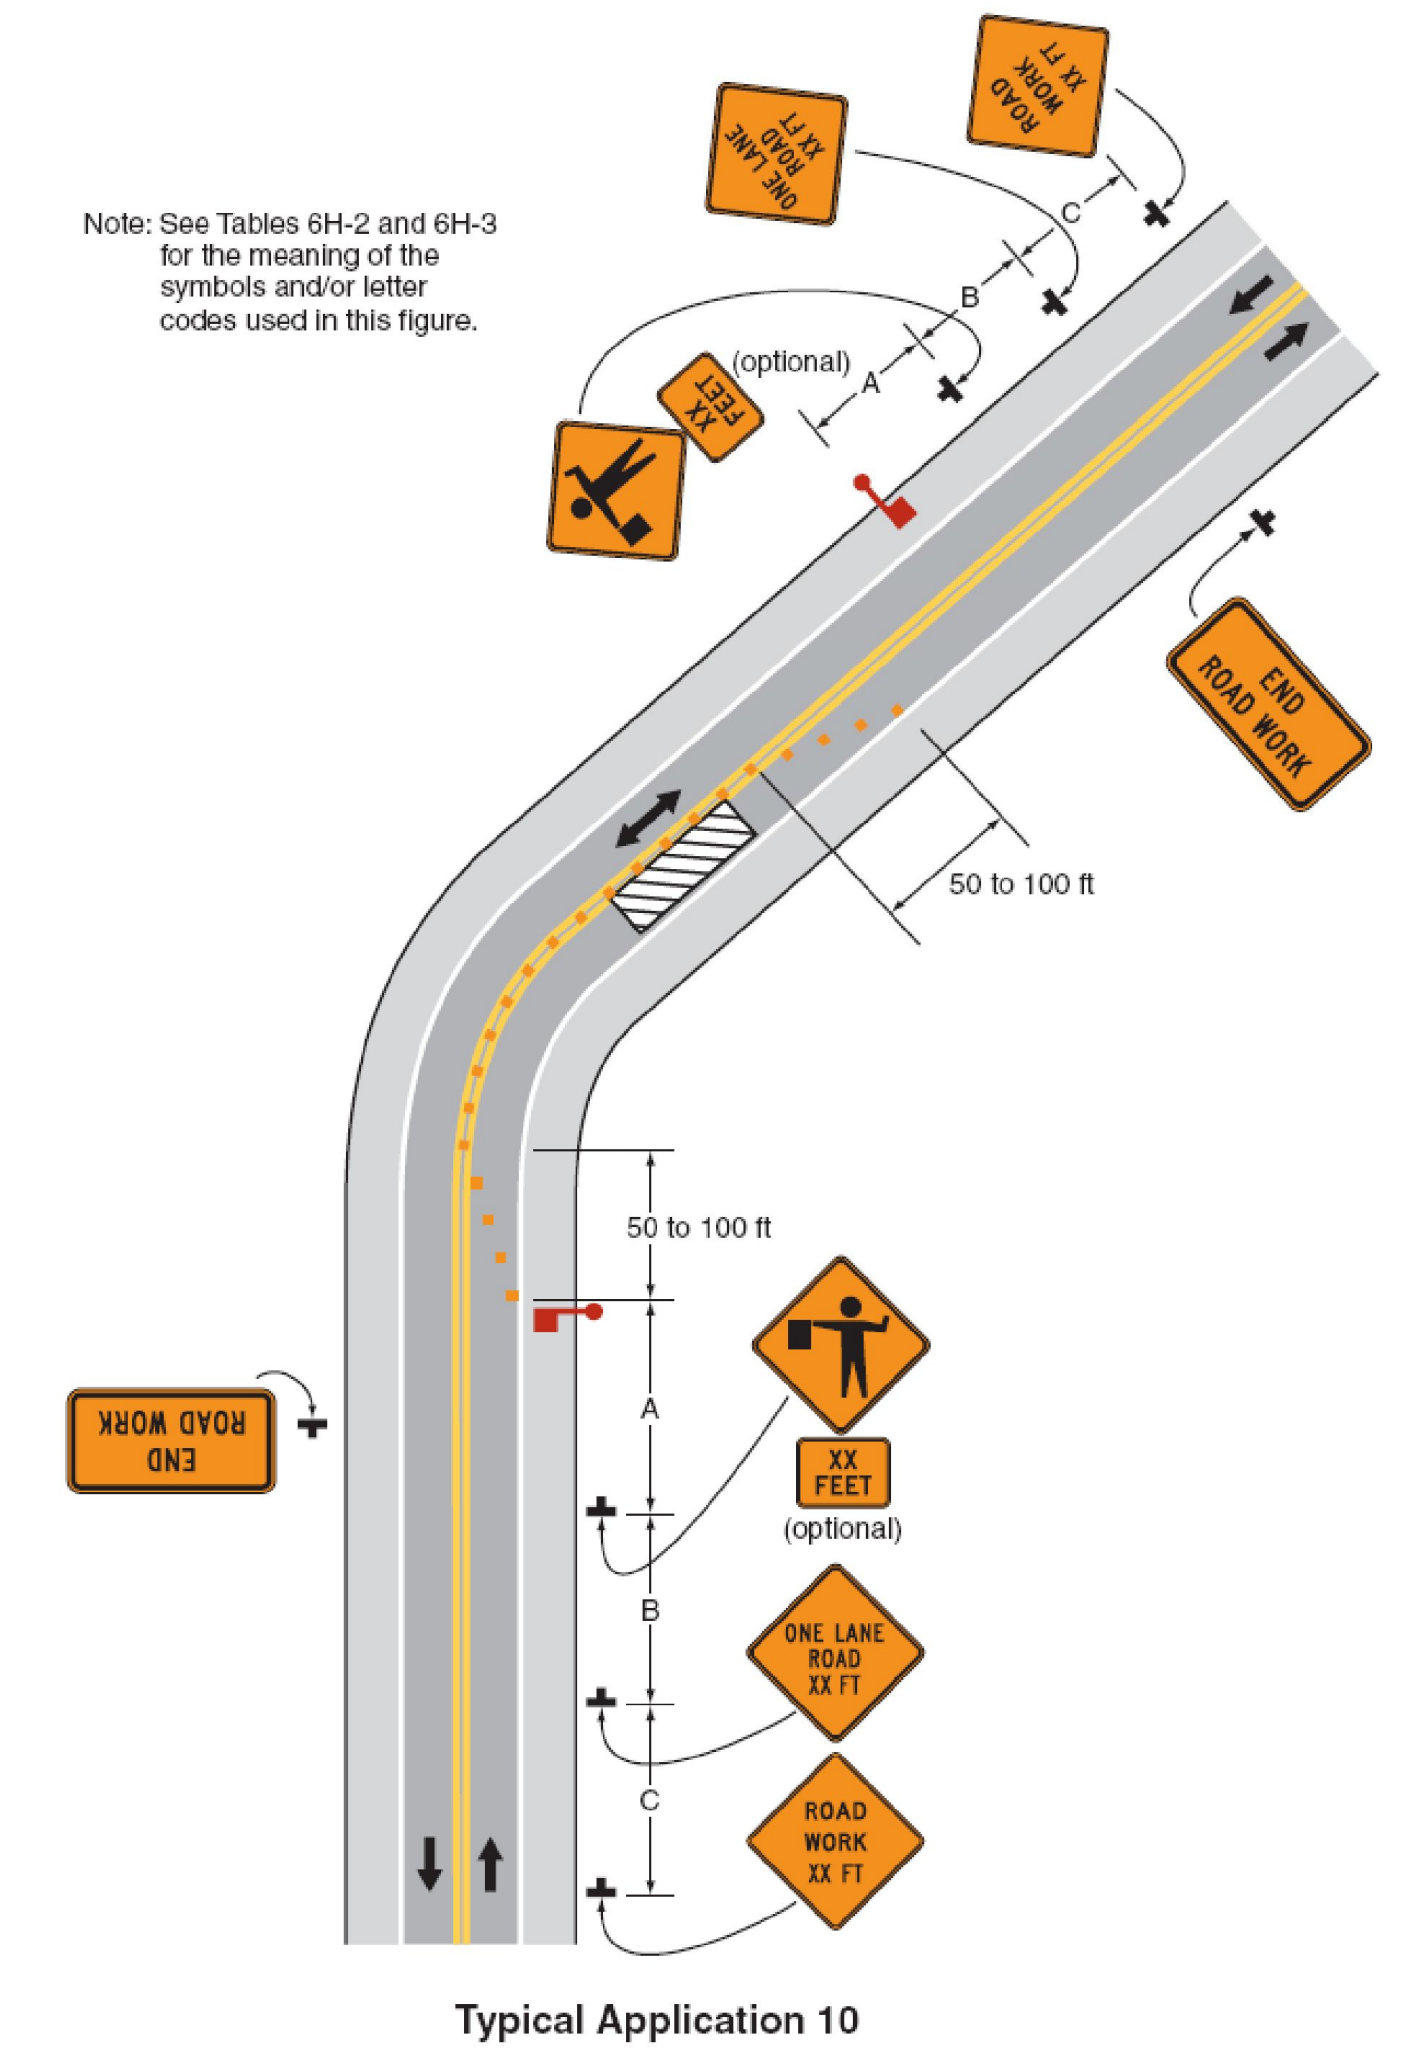 ROAD
WORK
XX FT
ONE LANE
ROAD
XX FT
C
Note: See Tables 6H-2 and 6H-3
for the meaning of the
symbols and/or letter
codes used in this figure.
B
(optional)
A
XX
FEET
END
ROAD WORK
50 to 100 ft
50 to 100 ft
A
END
ROAD WORK
XX
FEET
(optional)
B
ONE LANE
ROAD
XX FT
C
ROAD
WORK
XX FT
Typical Application 10